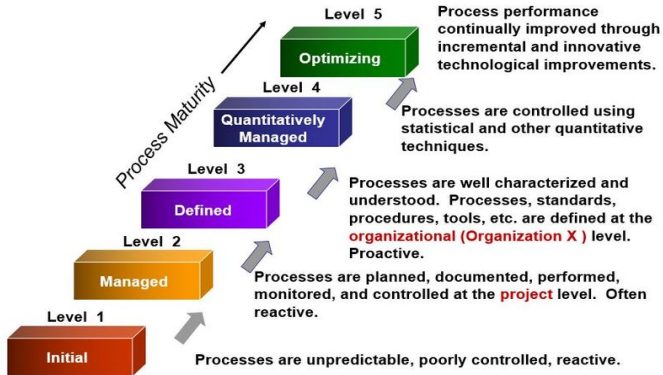 Level 5
Optimizing
Process performance
continually improved through
incremental and innovative
technological improvements.
Level 4
Quantitatively
Managed
Processes are controlled using
statistical and other quantitative
techniques.
Process Maturity
Level 3
Defined
Processes are well characterized and
understood. Processes, standards,
procedures, tools, etc. are defined at the
organizational (Organization X ) level.
Proactive.
Level 2
Managed
Processes are planned, documented, performed,
monitored, and controlled at the project level. Often
reactive.
Level 1
Initial
Processes are unpredictable, poorly controlled, reactive.